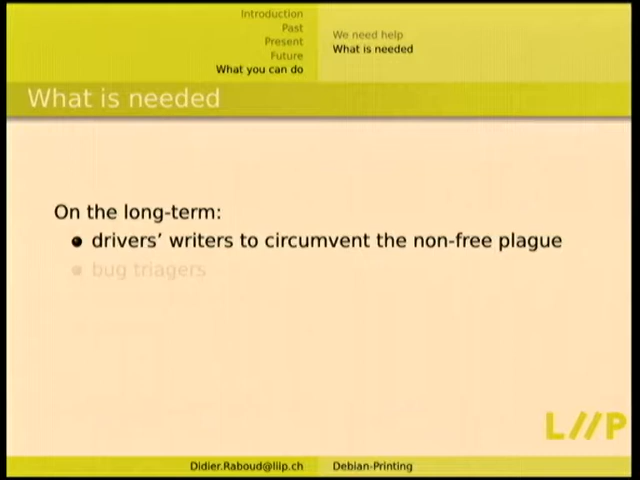 Introduction
Past
Present
Future
What you can do
We need help
What is needed
What is needed
On the long-term:
drivers' writers to circumvent the non-free plague
bug triagers
L//P
Didier.Raboud@liip.ch
Debian-Printing